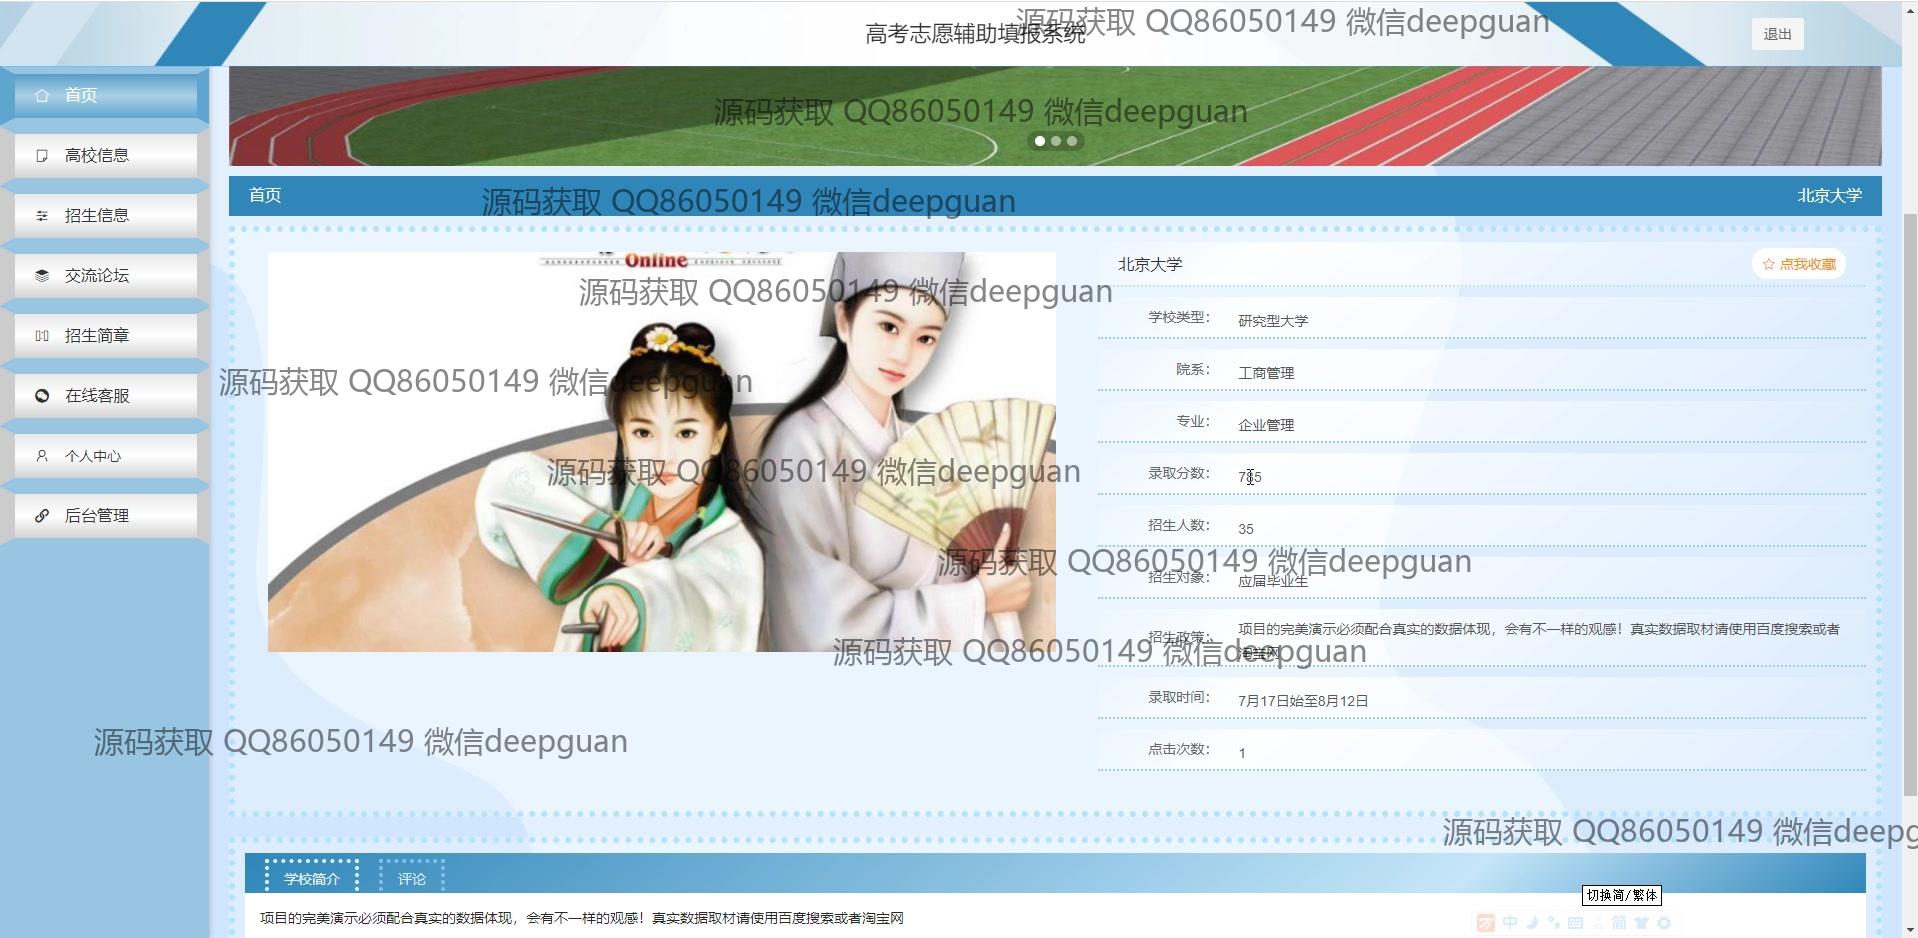 高考志愿辅助填报系统
源码获取 QQ86050149 微信deepguan
退出
首页
高校信息
招生信息
交流论坛
招生简章
在线客服
个人中心
后台管理
源码获取 QQ86050149 微信deepguan
首页
源码获取 QQ86050149 微信deepguan
北京大学
Online
源码获取 QQ86050149 微信deepguan
北京大学
点我收藏
学校类型： 研究型大学
院系： 工商管理
源码获取 QQ86050149 微信deepguan
专业： 企业管理
录取分数：
源码获取 QQ86050149 微信deepguan
招生人数： 35
源码获取 QQ86050149 微信deepguan
招生对象： 应届毕业生
招生政策： 项目的完美演示必须配合真实的数据体现，会有不一样的观感！真实数据取材请使用百度搜索或者
淘宝网
源码获取 QQ86050149 微信deepguan
录取时间： 7月17日始至8月12日
源码获取 QQ86050149 微信deepguan
点击次数： 1
源码获取 QQ86050149 微信deepg
学校简介 评论
切换简/繁体
项目的完美演示必须配合真实的数据体现，会有不一样的观感！真实数据取材请使用百度搜索或者淘宝网
中 简